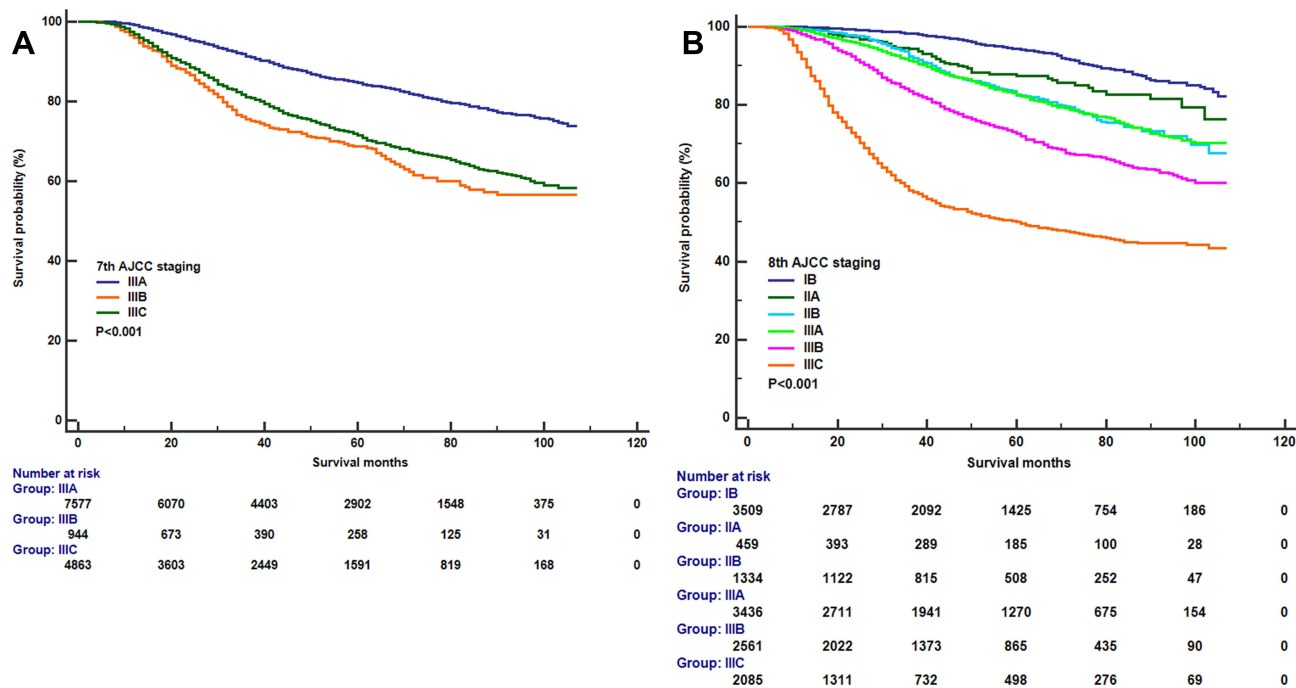 A
Survival probability (%)
100
80
60
40
20
0
7th AJCC staging
IIIA
IIIB
IIIC
P<0.001
0 20 40 60 80 100 120
Survival months
Number at risk
Group: IIIA
7577 6070 4403 2902 1548 375 0
Group: IIIB
944 673 390 258 125 31 0
Group: IIIC
4863 3603 2449 1591 819 168 0
B
Survival probability (%)
100
80
60
40
20
0
8th AJCC staging
IB
IIA
IIB
IIIA
IIIB
IIIC
P<0.001
0 20 40 60 80 100 120
Survival months
Number at risk
Group: IB
3509 2787 2092 1425 754 186 0
Group: IIA
459 393 289 185 100 28 0
Group: IIB
1334 1122 815 508 252 47 0
Group: IIIA
3436 2711 1941 1270 675 154 0
Group: IIIB
2561 2022 1373 865 435 90 0
Group: IIIC
2085 1311 732 498 276 69 0